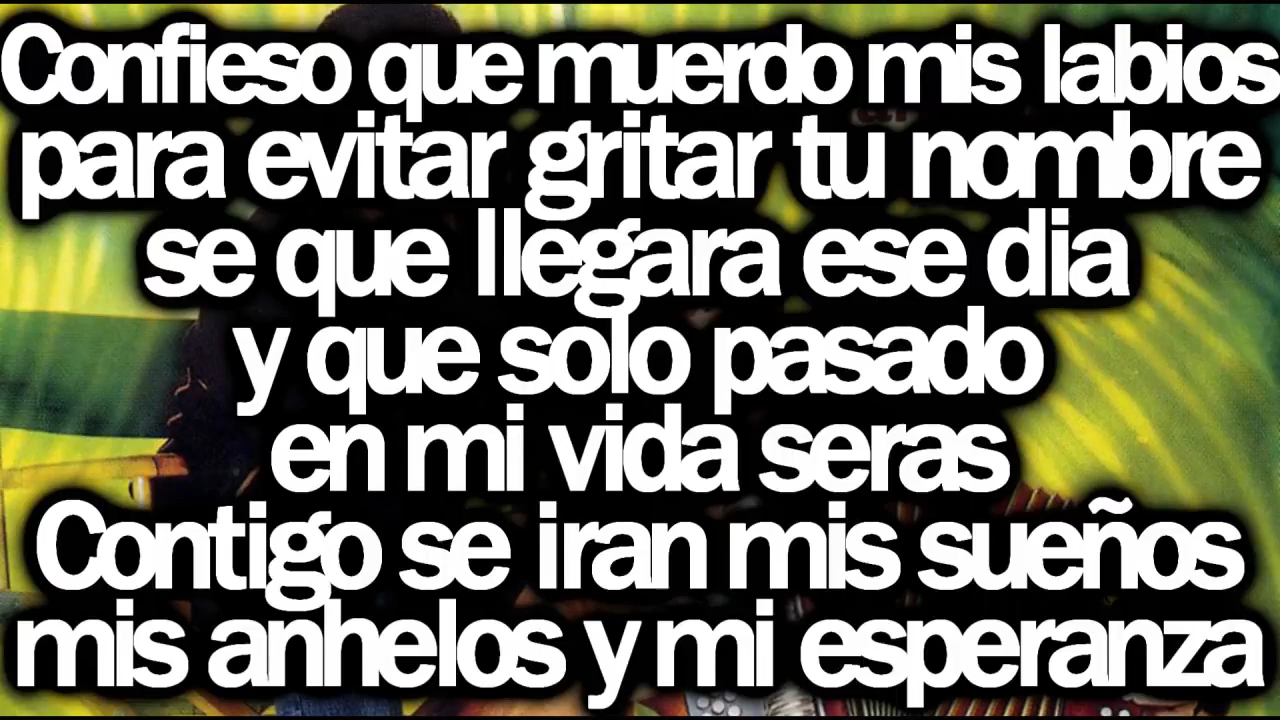 Confieso que muerdo mis labios
para evitar gritar tu nombre
se que llegara ese dia
y que solo pasado
en mi vida seras
Contigo se iran mis sueños
mis anhelos y mi esperanza